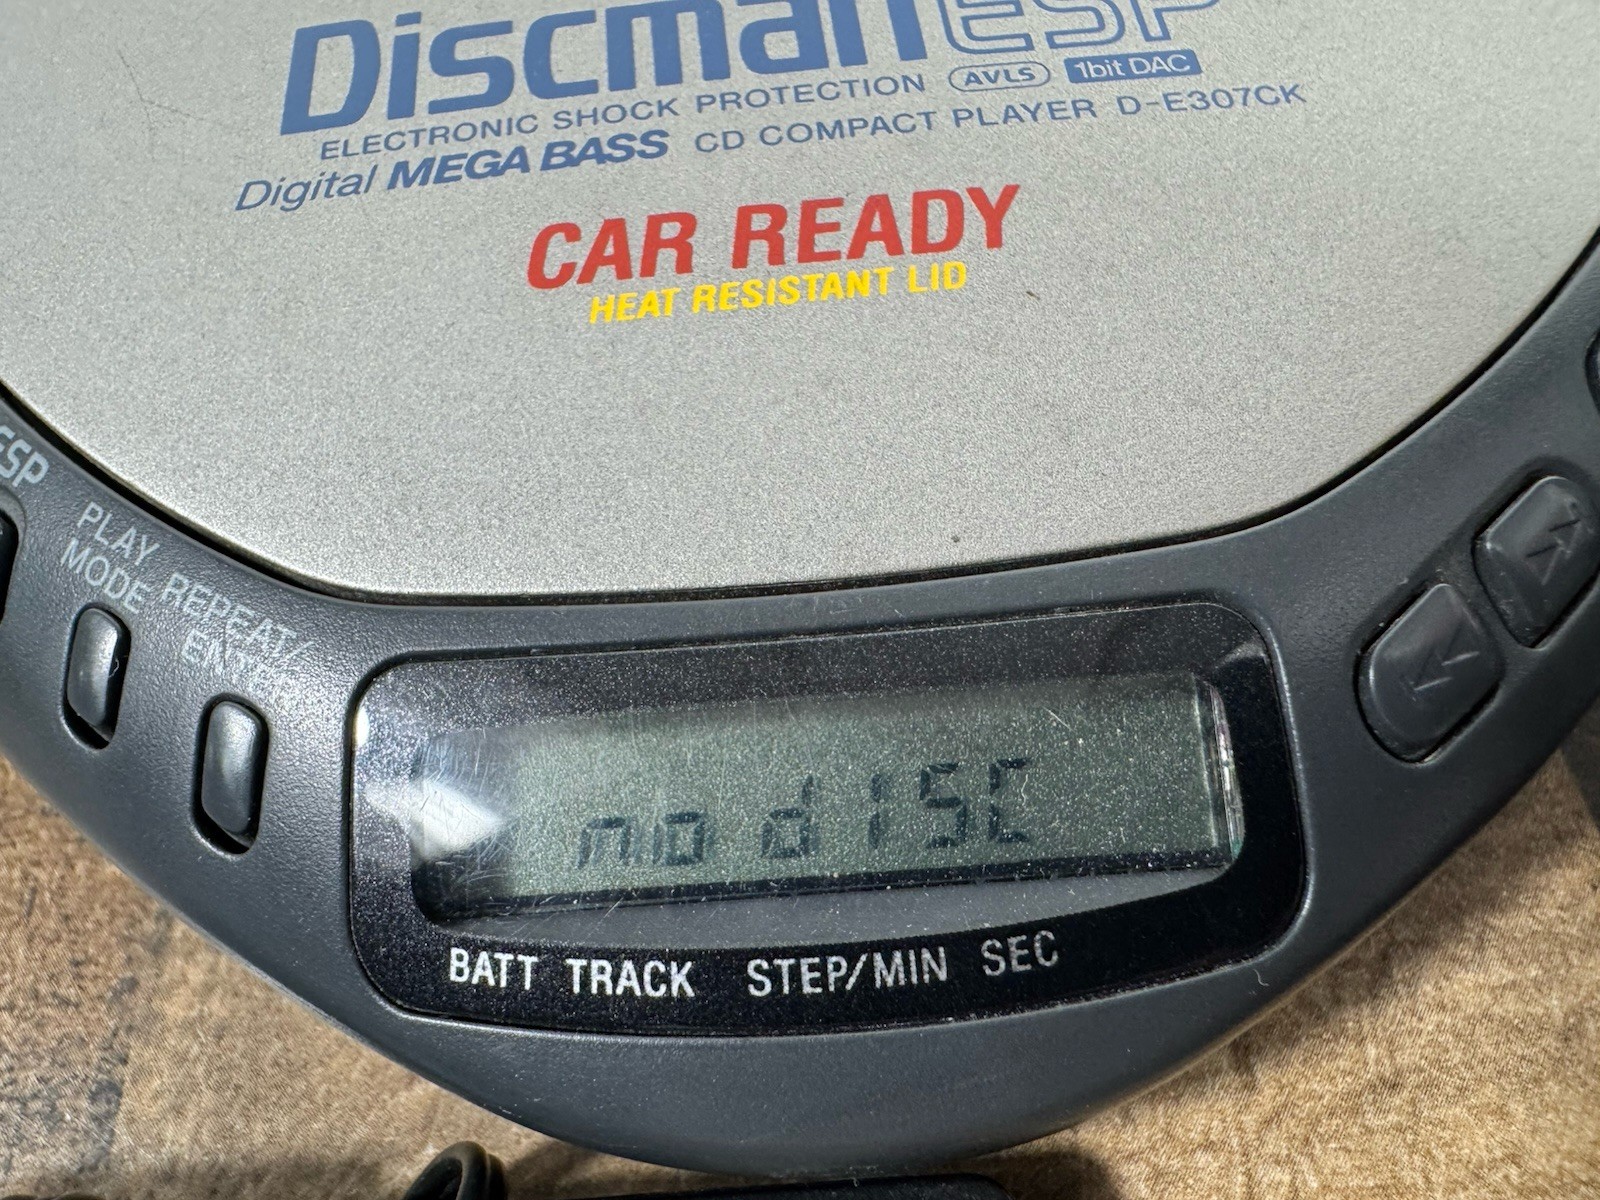 Discman ESP
ELECTRONIC SHOCK PROTECTION AVLS 1bit DAC
Digital MEGA BASS CD COMPACT PLAYER D-E307CK
CAR READY
HEAT RESISTANT LID
ESP
PLAY
MODE
REPEAT/
no disc
BATT TRACK STEP/MIN SEC